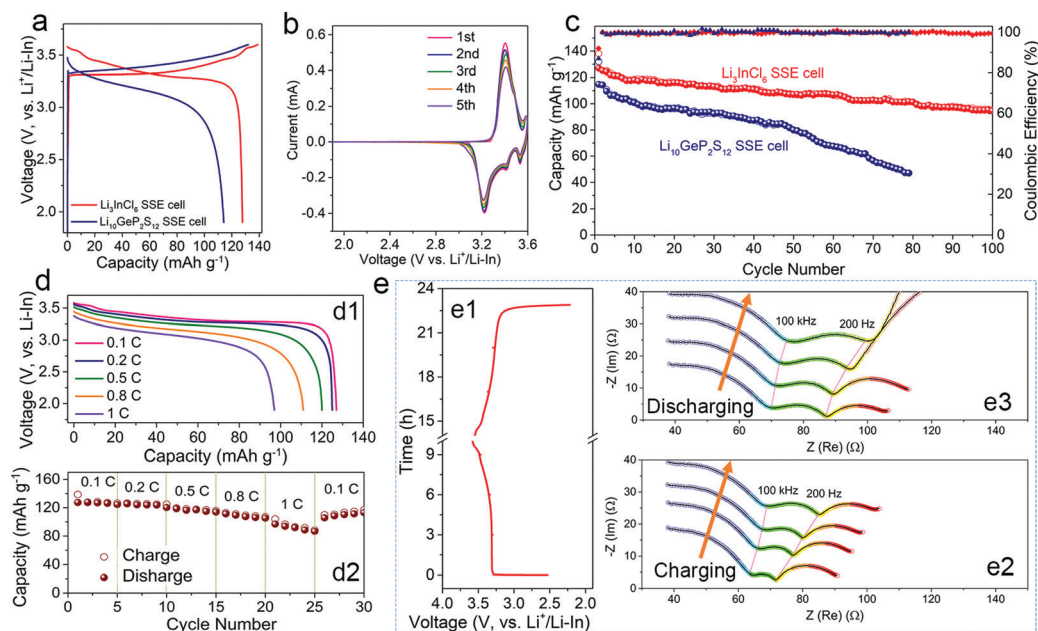 a
Voltage (V, vs. Li⁺/Li-In)
3.5
3.0
2.5
2.0
Li₃InCl₆ SSE cell
Li₁₀GeP₂S₁₂ SSE cell
0 20 40 60 80 100 120 140
Capacity (mAh g⁻¹)
b
Current (mA)
0.6
0.4
0.2
0.0
-0.2
-0.4
1st
2nd
3rd
4th
5th
2.0 2.4 2.8 3.2 3.6
Voltage (V vs. Li⁺/Li-In)
c
Capacity (mAh g⁻¹)
160
140
120
100
80
60
40
20
0
Li₃InCl₆ SSE cell
Li₁₀GeP₂S₁₂ SSE cell
100
80
60
40
20
0
Coulombic Efficiency (%)
0 10 20 30 40 50 60 70 80 90 100
Cycle Number
d
d1
Voltage (V, vs. Li-In)
3.5
3.0
2.5
2.0
0.1 C
0.2 C
0.5 C
0.8 C
1 C
0 20 40 60 80 100 120 140
Capacity (mAh g⁻¹)
Capacity (mAh g⁻¹)
160
120
80
40
0
0.1 C 0.2 C 0.5 C 0.8 C 1 C 0.1 C
Charge
Disharge
d2
0 5 10 15 20 25 30
Cycle Number
e
e1
Time (h)
24
21
18
15
9
6
3
0
4.0 3.5 3.0 2.5 2.0
Voltage (V, vs. Li⁺/Li-In)
-Z (Im) (Ω)
40
30
20
10
0
100 kHz
200 Hz
Discharging
e3
40 60 80 100 120 140
Z (Re) (Ω)
-Z (Im) (Ω)
40
30
20
10
0
100 kHz
200 Hz
Charging
e2
40 60 80 100 120 140
Z (Re) (Ω)